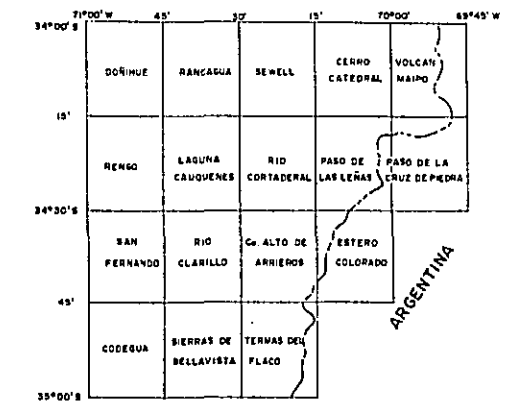 71°00' W 45' 30' 15' 70°00' 69°45' W
34°00'S
DOÑIHUE RANCAGUA SEWELL CERRO CATEDRAL VOLCAN MAIPO
15'
RENGO LAGUNA CAUQUENES RIO CORTADERAL PASO DE LAS LEÑAS PASO DE LA CRUZ DE PIEDRA
34°30'S
SAN FERNANDO RIO CLARILLO Co. ALTO DE ARRIEROS ESTERO COLORADO
45'
ARGENTINA
CODEGUA SIERRAS DE BELLAVISTA TERMAS DEL FLACO
35°00'S